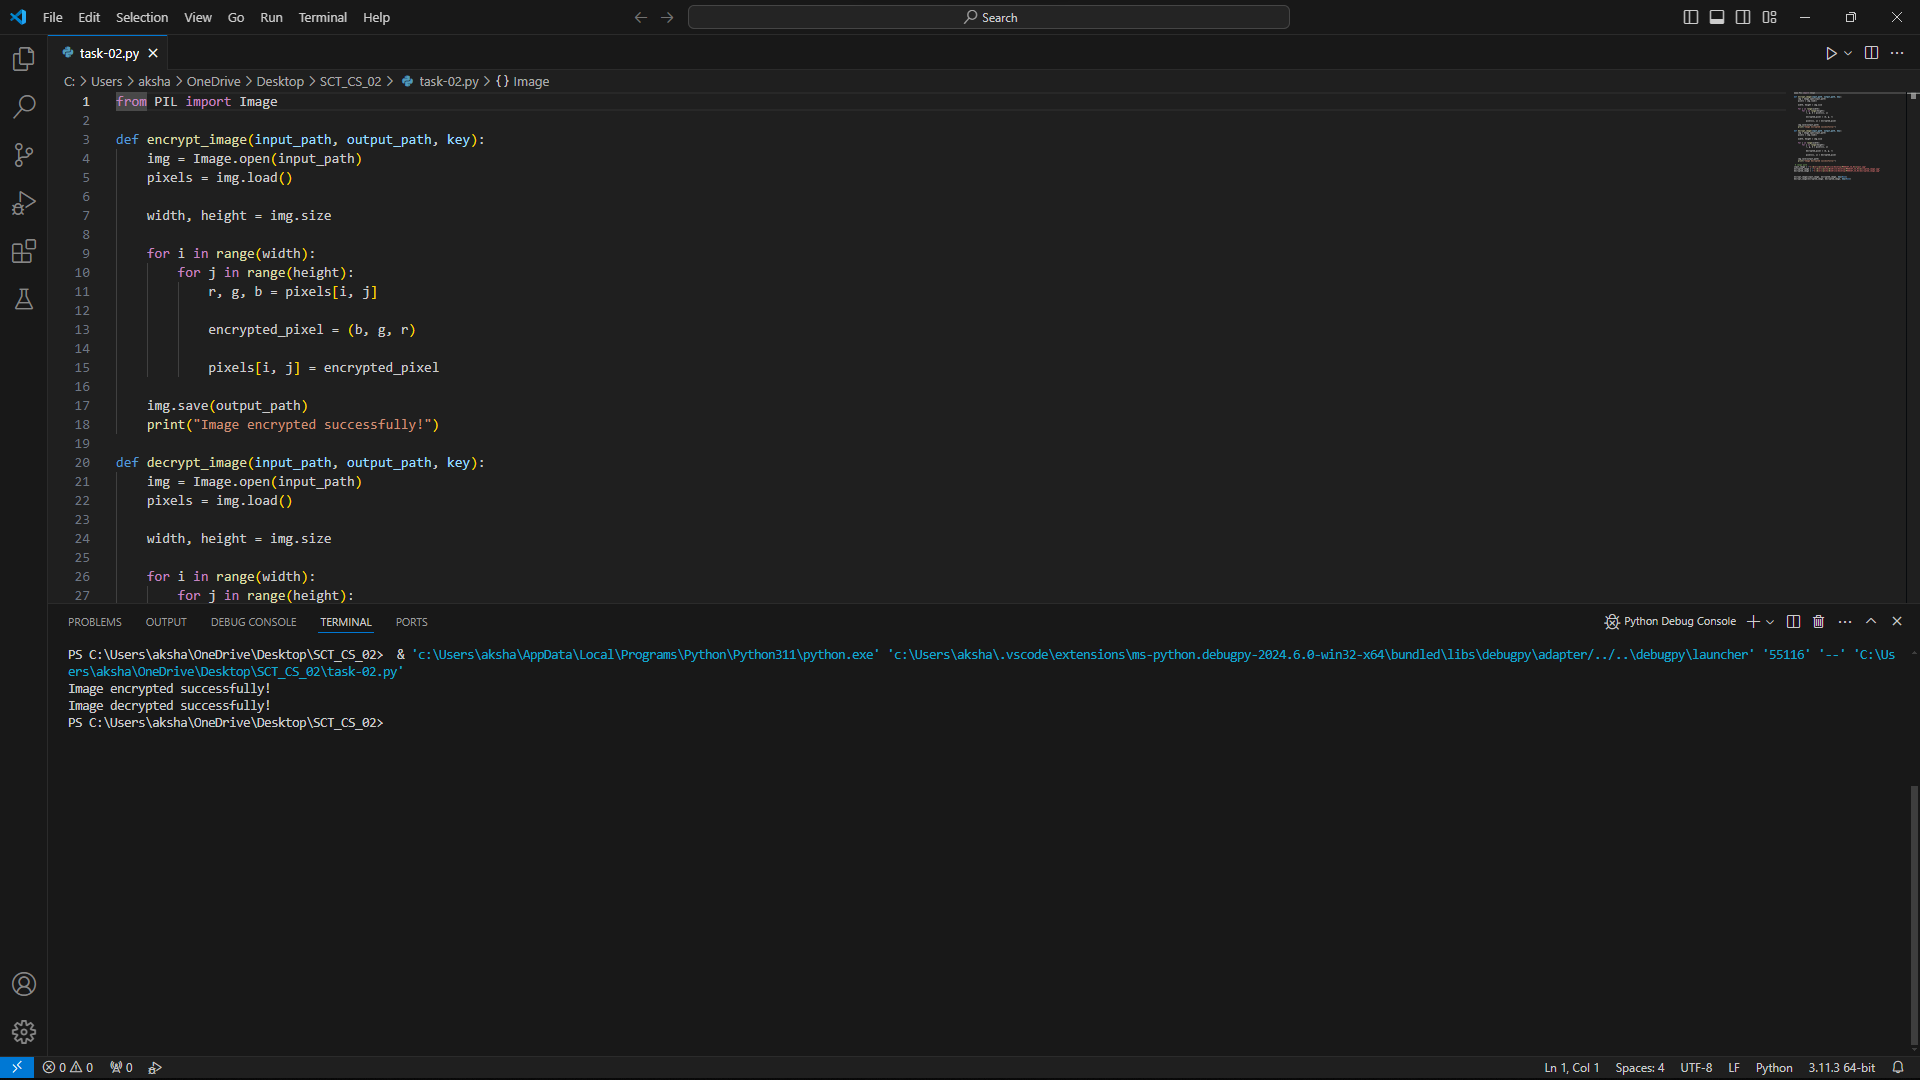 File Edit Selection View Go Run Terminal Help
Search
task-02.py
C: > Users > aksha > OneDrive > Desktop > SCT_CS_02 > task-02.py > {} Image
1 from PIL import Image
2
3 def encrypt_image(input_path, output_path, key):
4     img = Image.open(input_path)
5     pixels = img.load()
6
7     width, height = img.size
8
9     for i in range(width):
10         for j in range(height):
11             r, g, b = pixels[i, j]
12
13             encrypted_pixel = (b, g, r)
14
15             pixels[i, j] = encrypted_pixel
16
17     img.save(output_path)
18     print("Image encrypted successfully!")
19
20 def decrypt_image(input_path, output_path, key):
21     img = Image.open(input_path)
22     pixels = img.load()
23
24     width, height = img.size
25
26     for i in range(width):
27         for j in range(height):
PROBLEMS OUTPUT DEBUG CONSOLE TERMINAL PORTS
Python Debug Console
PS C:\Users\aksha\OneDrive\Desktop\SCT_CS_02>  & 'c:\Users\aksha\AppData\Local\Programs\Python\Python311\python.exe' 'c:\Users\aksha\.vscode\extensions\ms-python.debugpy-2024.6.0-win32-x64\bundled\libs\debugpy\adapter/../..\debugpy\launcher' '55116' '--' 'C:\Us
ers\aksha\OneDrive\Desktop\SCT_CS_02\task-02.py'
Image encrypted successfully!
Image decrypted successfully!
PS C:\Users\aksha\OneDrive\Desktop\SCT_CS_02>
0 0 0
Ln 1, Col 1 Spaces: 4 UTF-8 LF Python 3.11.3 64-bit